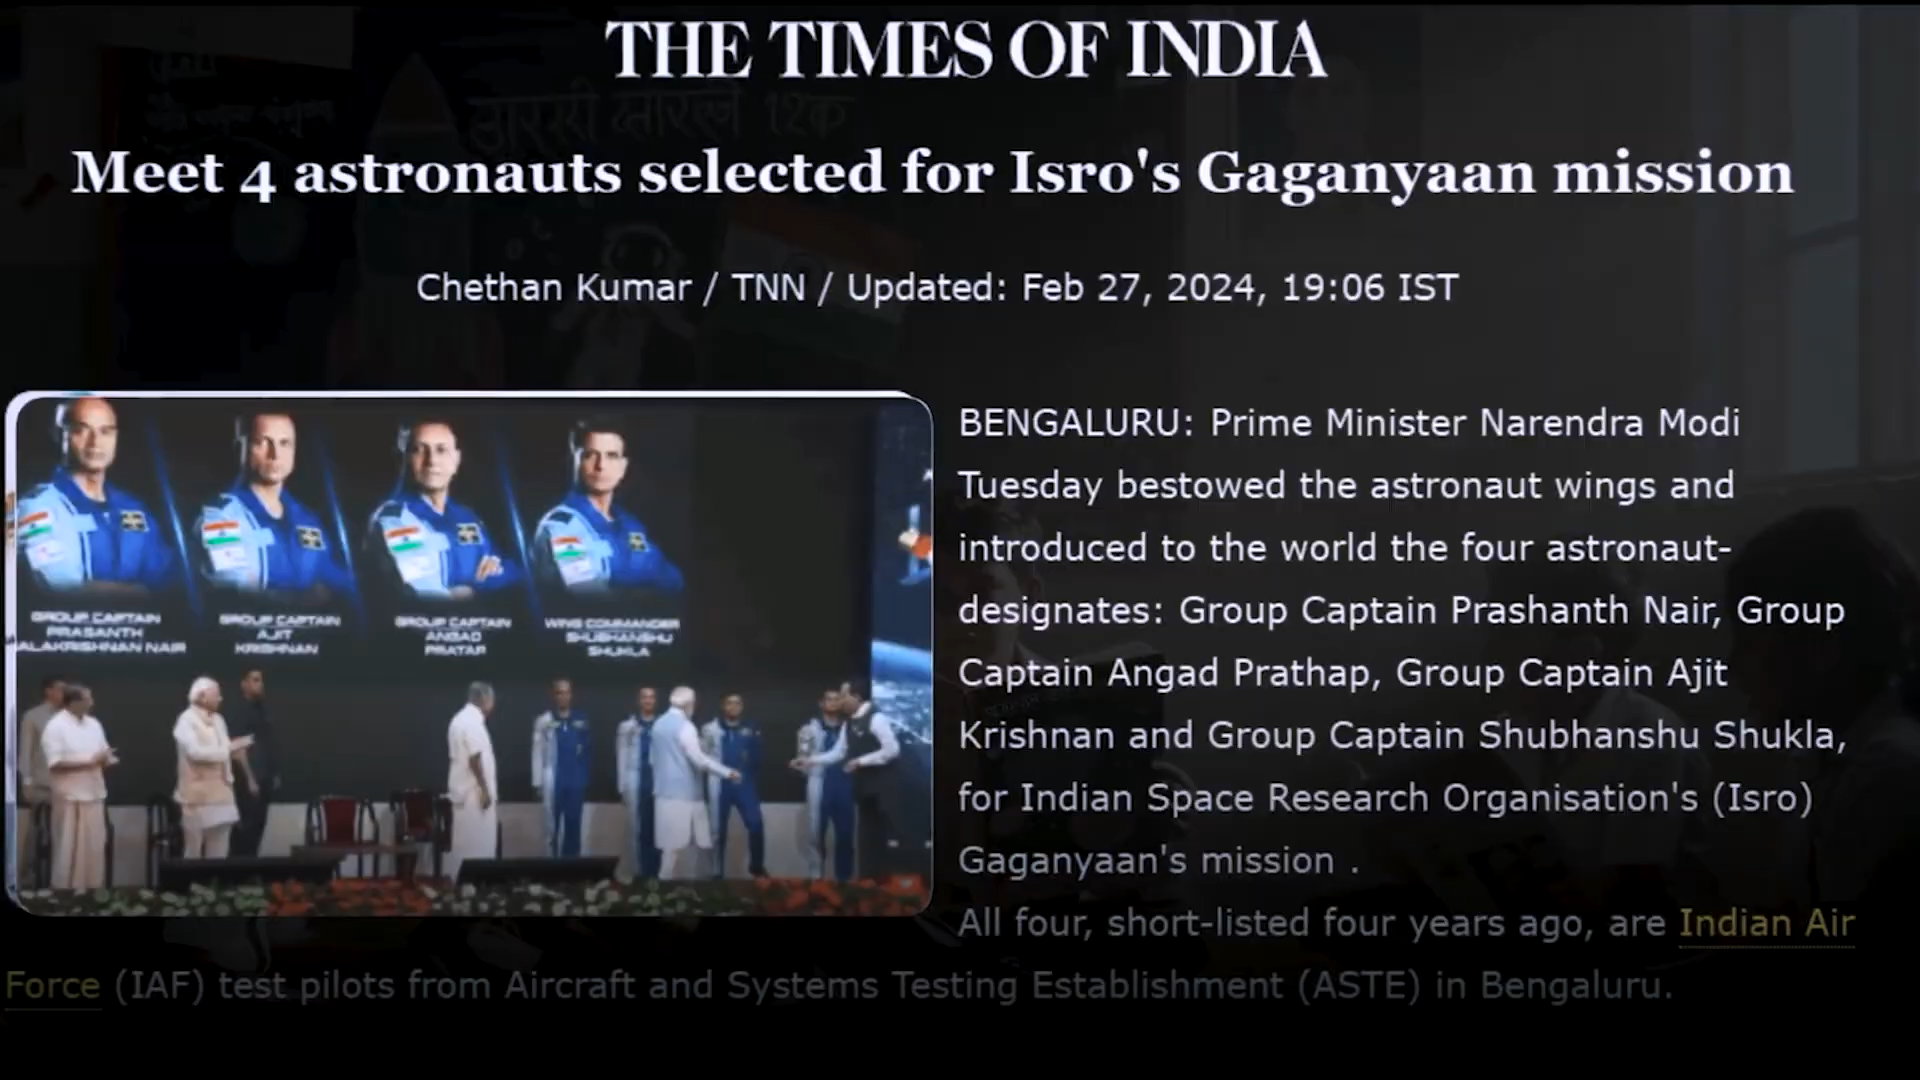 THE TIMES OF INDIA
Meet 4 astronauts selected for Isro's Gaganyaan mission
Chethan Kumar / TNN / Updated: Feb 27, 2024, 19:06 IST
GROUP CAPTAIN
PRASANTH
ALAKRISHNAN NAIR
GROUP CAPTAIN
AJIT
KRISHNAN
GROUP CAPTAIN
ANGAD
PRATAP
WING COMMANDER
SHUBHANSHU
SHUKLA
BENGALURU: Prime Minister Narendra Modi
Tuesday bestowed the astronaut wings and
introduced to the world the four astronaut-
designates: Group Captain Prashanth Nair, Group
Captain Angad Prathap, Group Captain Ajit
Krishnan and Group Captain Shubhanshu Shukla,
for Indian Space Research Organisation's (Isro)
Gaganyaan's mission .
All four, short-listed four years ago, are Indian Air
Force (IAF) test pilots from Aircraft and Systems Testing Establishment (ASTE) in Bengaluru.